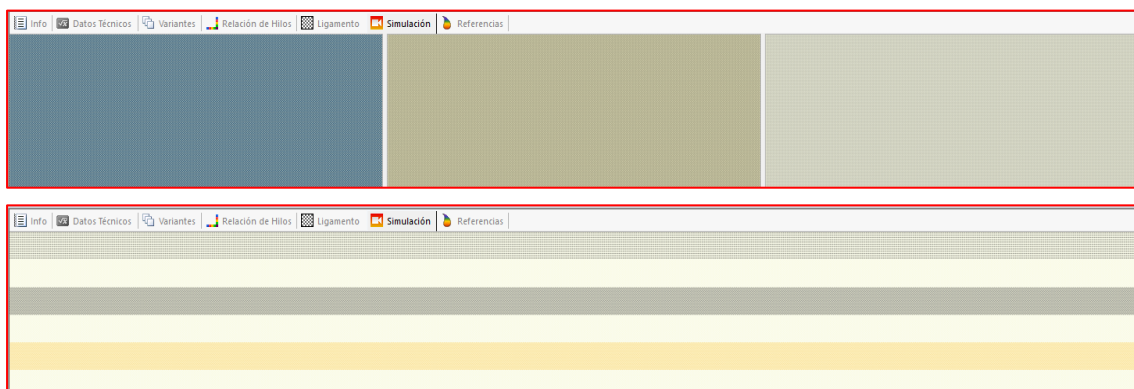 Info Datos Técnicos Variantes Relación de Hilos Ligamento Simulación Referencias
Info Datos Técnicos Variantes Relación de Hilos Ligamento Simulación Referencias